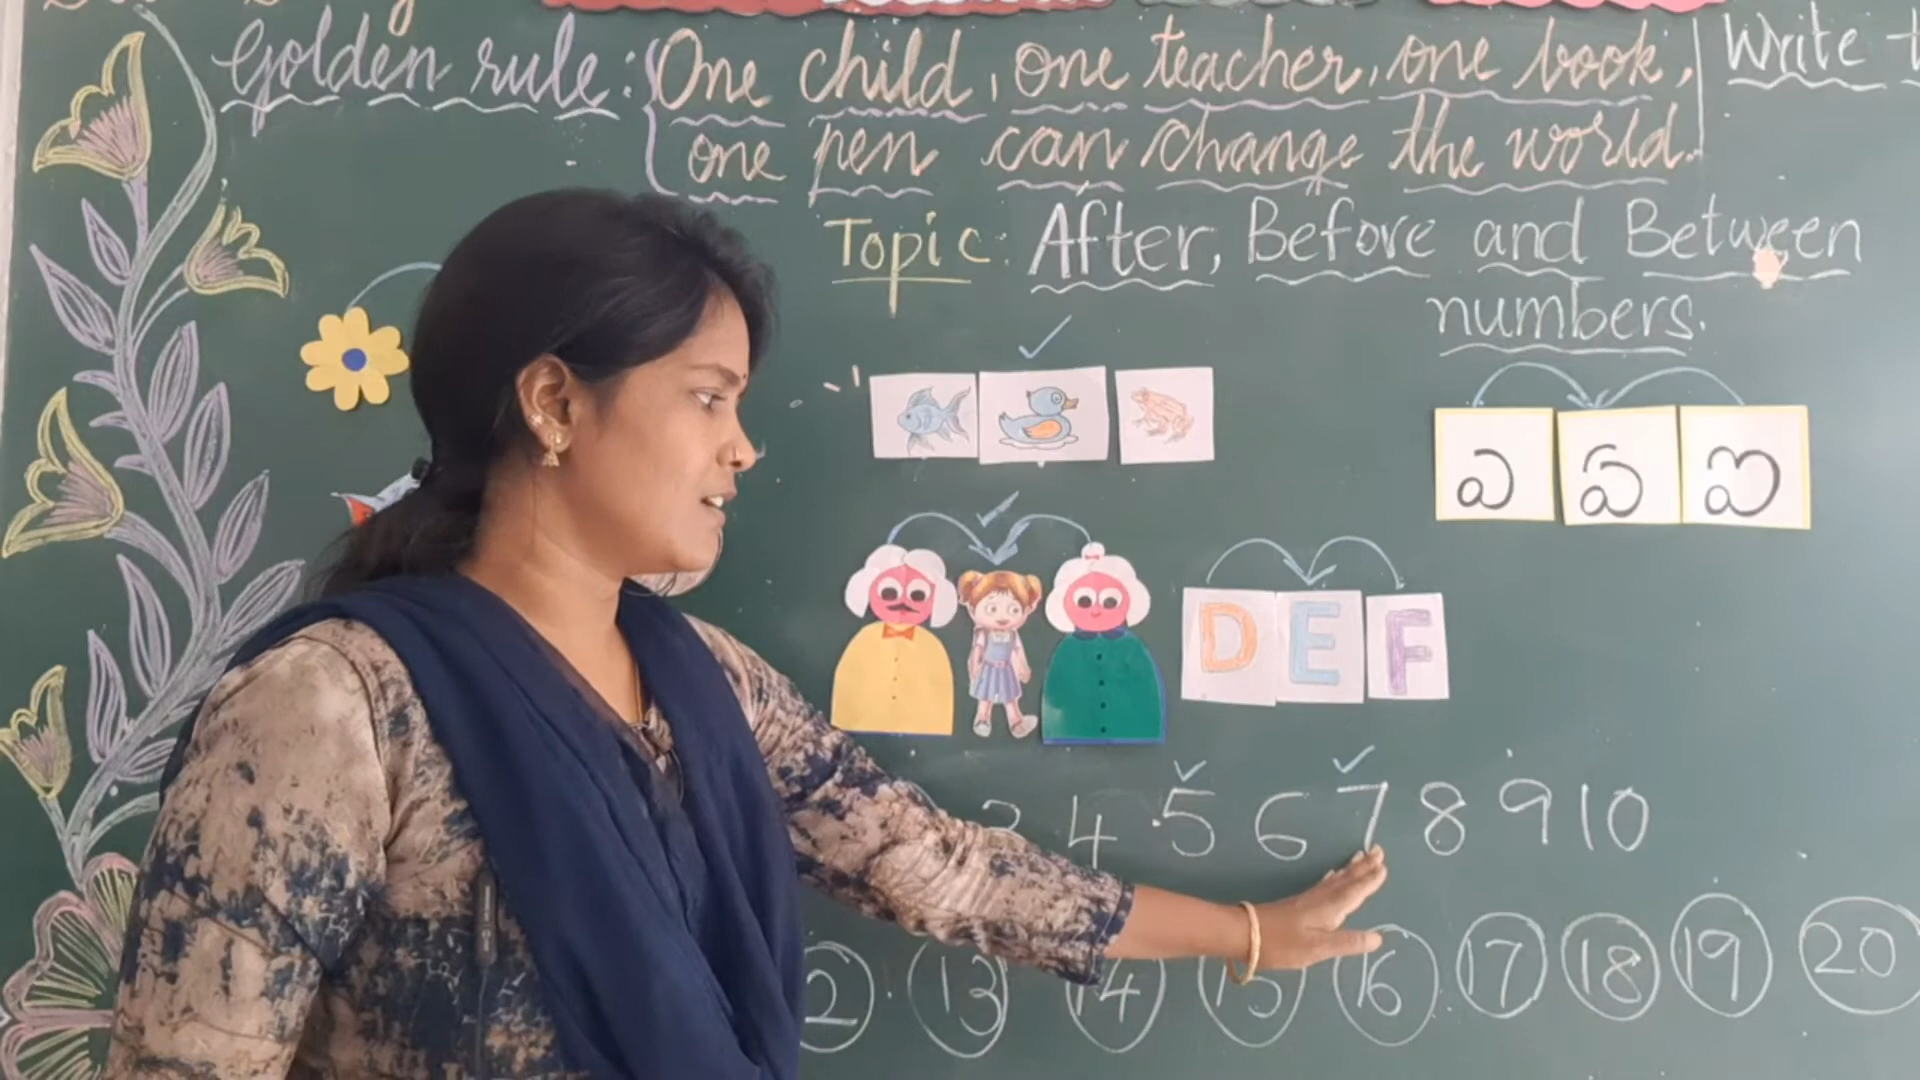 Golden rule: One child, one teacher, one book,
one pen can change the world.
Write
Topic: After, Before and Between
numbers.
ఎ ఏ ఐ
D E F
3 4 5 6 7 8 9 10
12 13 14 15 16 17 18 19 20